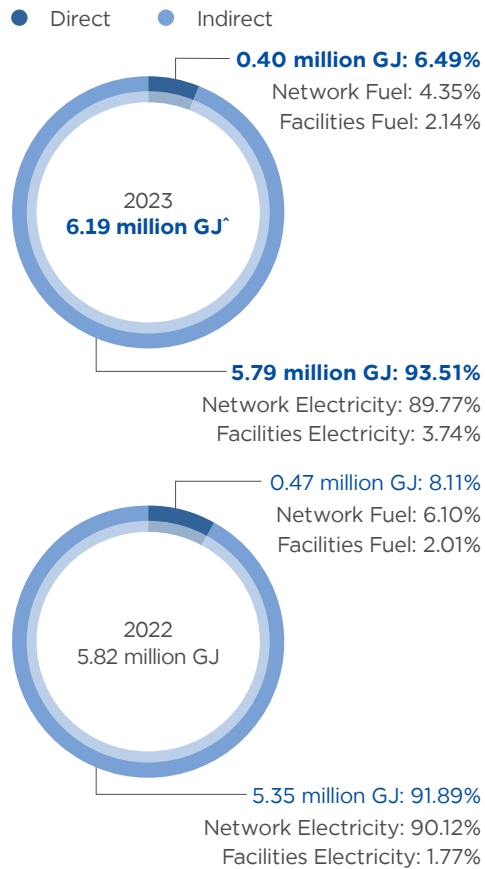 Direct Indirect
0.40 million GJ: 6.49%
Network Fuel: 4.35%
Facilities Fuel: 2.14%
2023
6.19 million GJ^
5.79 million GJ: 93.51%
Network Electricity: 89.77%
Facilities Electricity: 3.74%
0.47 million GJ: 8.11%
Network Fuel: 6.10%
Facilities Fuel: 2.01%
2022
5.82 million GJ
5.35 million GJ: 91.89%
Network Electricity: 90.12%
Facilities Electricity: 1.77%